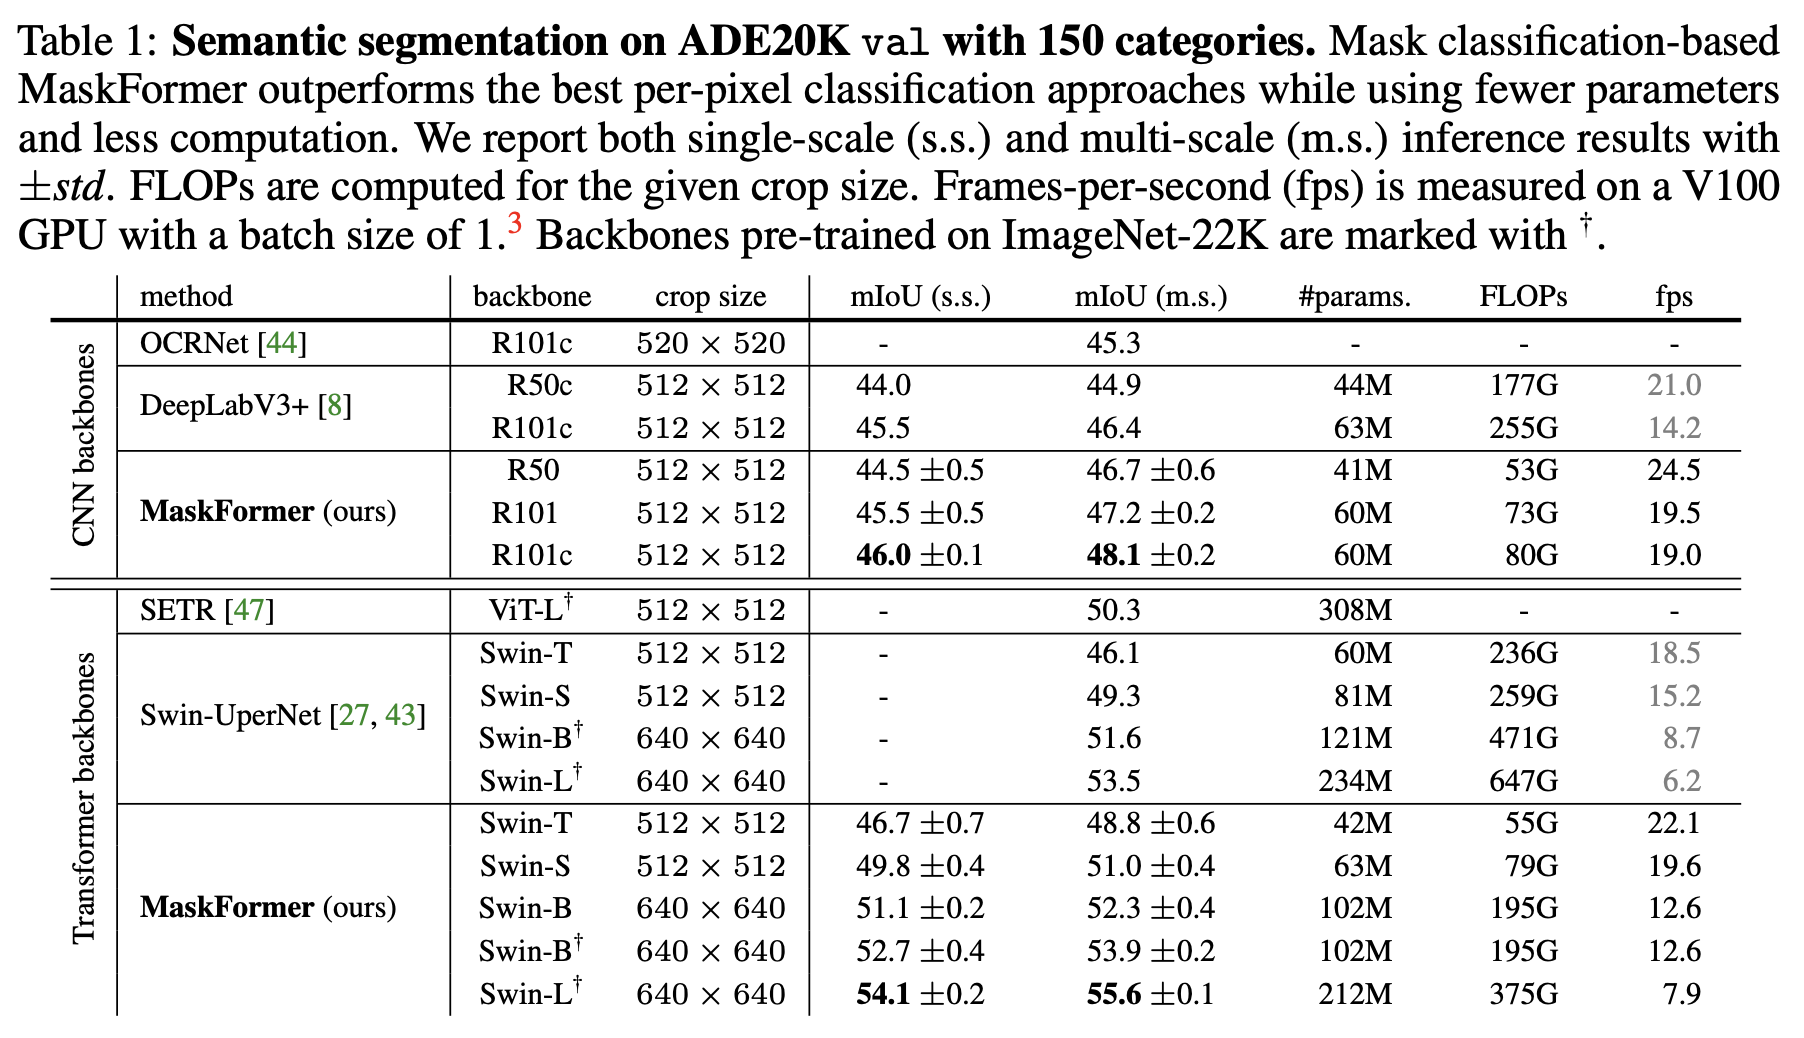 Table 1: Semantic segmentation on ADE20K val with 150 categories. Mask classification-based
MaskFormer outperforms the best per-pixel classification approaches while using fewer parameters
and less computation. We report both single-scale (s.s.) and multi-scale (m.s.) inference results with
±std. FLOPs are computed for the given crop size. Frames-per-second (fps) is measured on a V100
GPU with a batch size of 1.3 Backbones pre-trained on ImageNet-22K are marked with †.
method backbone crop size mIoU (s.s.) mIoU (m.s.) #params. FLOPs fps
CNN backbones
OCRNet [44] R101c 520 × 520 - 45.3 - - -
DeepLabV3+ [8]
R50c 512 × 512 44.0 44.9 44M 177G 21.0
R101c 512 × 512 45.5 46.4 63M 255G 14.2
MaskFormer (ours)
R50 512 × 512 44.5 ±0.5 46.7 ±0.6 41M 53G 24.5
R101 512 × 512 45.5 ±0.5 47.2 ±0.2 60M 73G 19.5
R101c 512 × 512 46.0 ±0.1 48.1 ±0.2 60M 80G 19.0
Transformer backbones
SETR [47] ViT-L† 512 × 512 - 50.3 308M - -
Swin-UperNet [27, 43]
Swin-T 512 × 512 - 46.1 60M 236G 18.5
Swin-S 512 × 512 - 49.3 81M 259G 15.2
Swin-B† 640 × 640 - 51.6 121M 471G 8.7
Swin-L† 640 × 640 - 53.5 234M 647G 6.2
MaskFormer (ours)
Swin-T 512 × 512 46.7 ±0.7 48.8 ±0.6 42M 55G 22.1
Swin-S 512 × 512 49.8 ±0.4 51.0 ±0.4 63M 79G 19.6
Swin-B 640 × 640 51.1 ±0.2 52.3 ±0.4 102M 195G 12.6
Swin-B† 640 × 640 52.7 ±0.4 53.9 ±0.2 102M 195G 12.6
Swin-L† 640 × 640 54.1 ±0.2 55.6 ±0.1 212M 375G 7.9